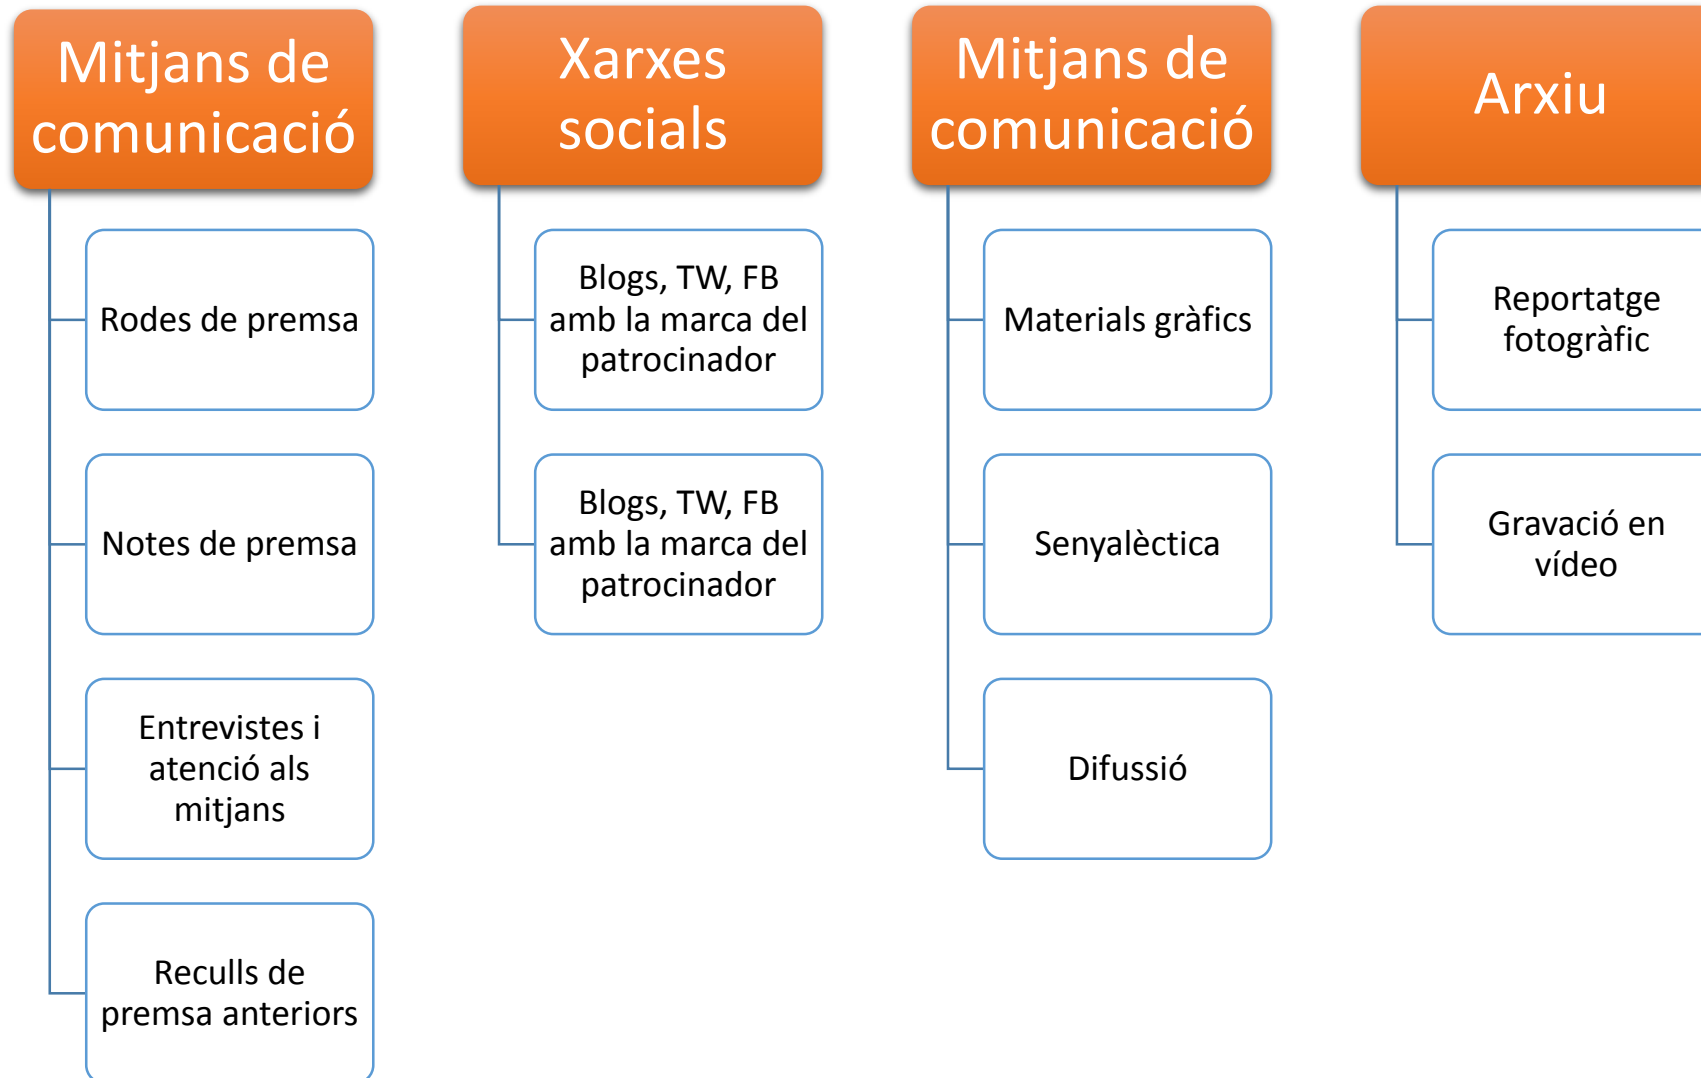 Mitjans de
comunicació
Rodes de premsa
Notes de premsa
Entrevistes i
atenció als
mitjans
Reculls de
premsa anteriors
Xarxes
socials
Blogs, TW, FB
amb la marca del
patrocinador
Blogs, TW, FB
amb la marca del
patrocinador
Mitjans de
comunicació
Materials gràfics
Senyalèctica
Difussió
Arxiu
Reportatge
fotogràfic
Gravació en
vídeo